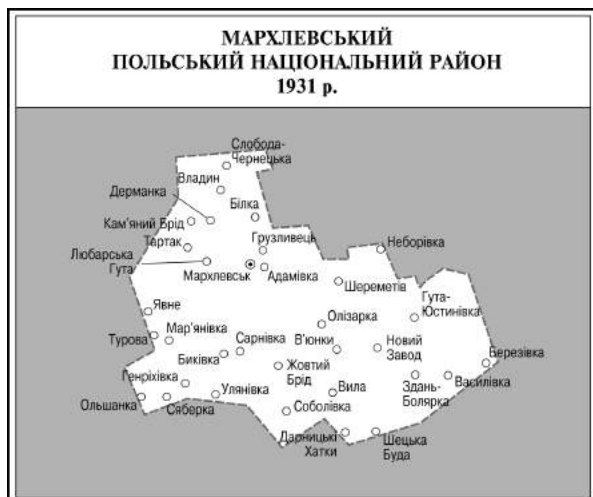 МАРХЛЕВСЬКИЙ
ПОЛЬСЬКИЙ НАЦІОНАЛЬНИЙ РАЙОН
1931 р.
Слобода-
Чернецька
Владин
Дерманка
Білка
Кам'яний Брід
Тартак
Грузливець
Неборівка
Любарська
Гута
Мархлевськ
Адамівка
Шереметів
Гута-
Юстинівка
Явне
Олізарка
Турова
Мар'янівка
Сарнівка
В'юнки
Новий
Завод
Березівка
Биківка
Жовтий
Брід
Генріхівка
Улянівка
Вила
Здань-
Болярка
Василівка
Ольшанка
Сяберка
Соболівка
Дарницькі
Хатки
Шецька
Буда